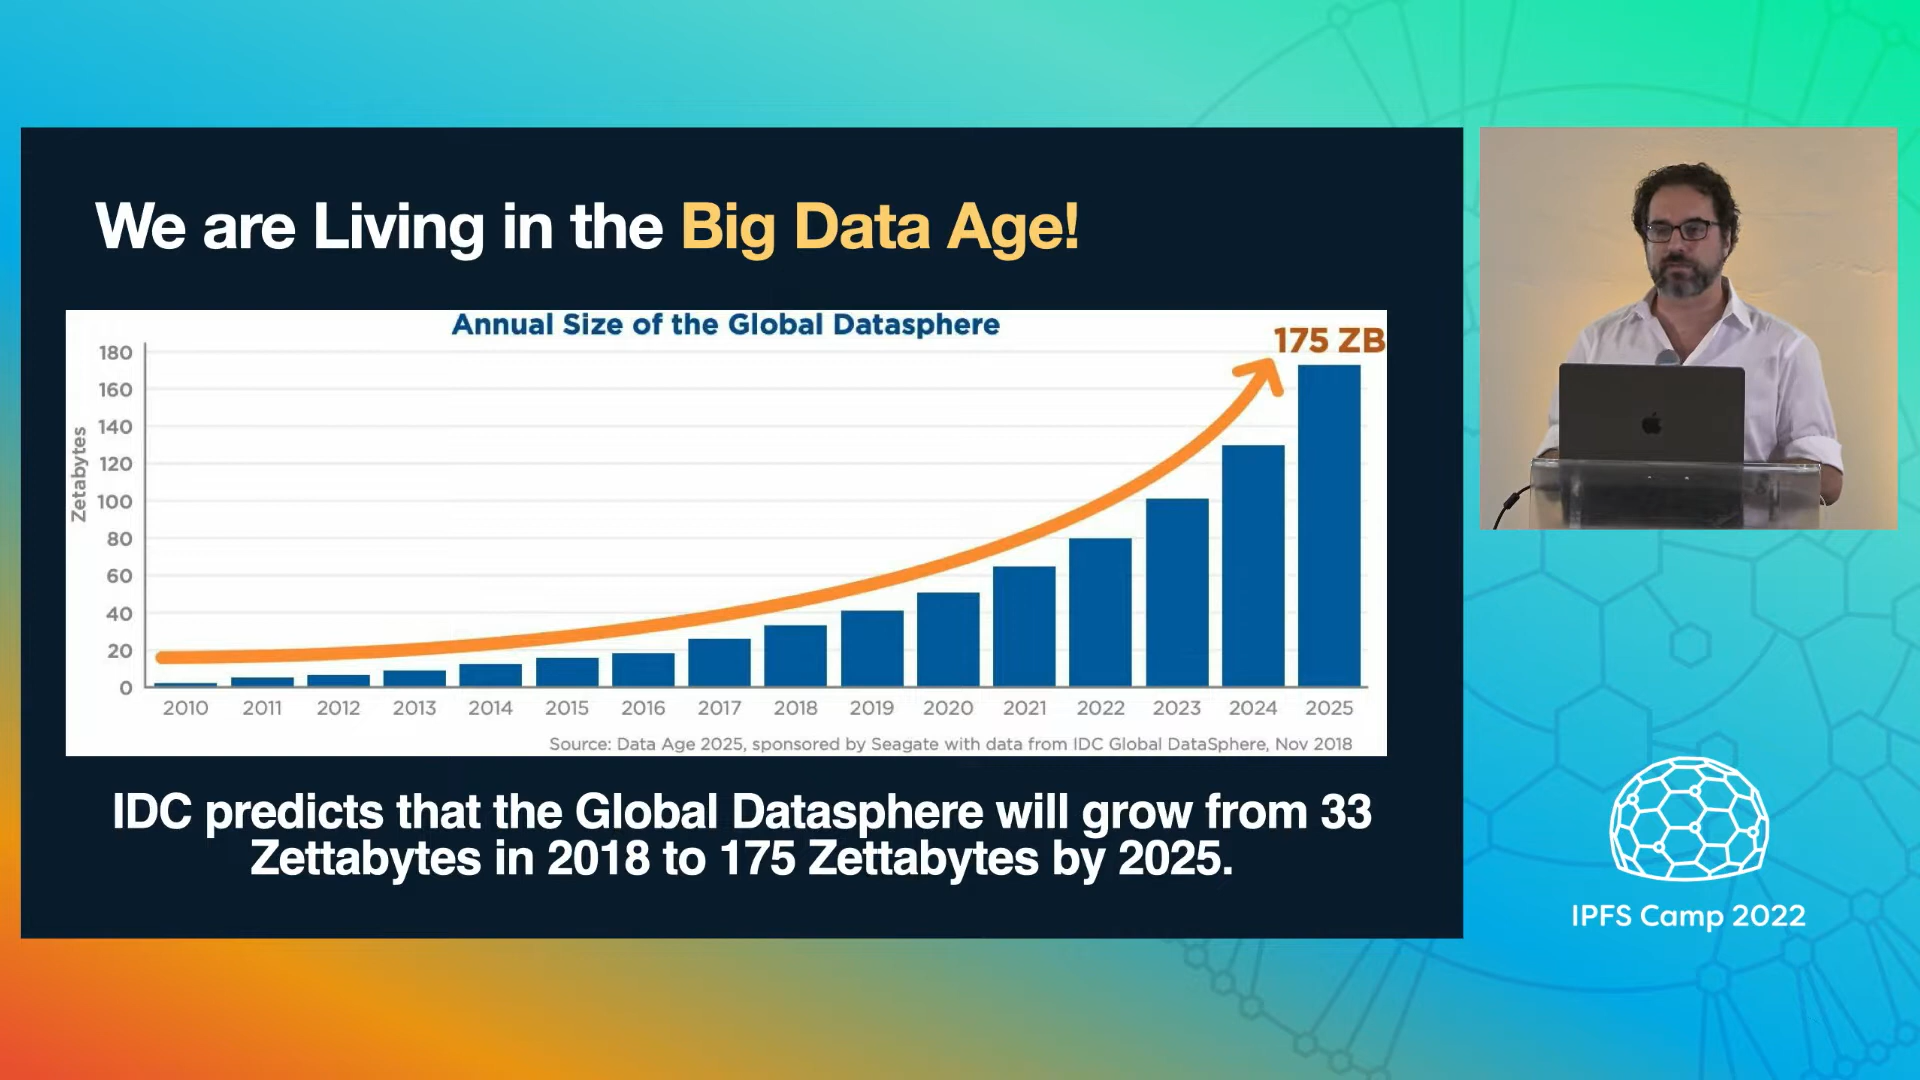 We are Living in the Big Data Age!
Annual Size of the Global Datasphere
175 ZB
Zetabytes
180
160
140
120
100
80
60
40
20
0
2010 2011 2012 2013 2014 2015 2016 2017 2018 2019 2020 2021 2022 2023 2024 2025
Source: Data Age 2025, sponsored by Seagate with data from IDC Global DataSphere, Nov 2018
IDC predicts that the Global Datasphere will grow from 33
Zettabytes in 2018 to 175 Zettabytes by 2025.
IPFS Camp 2022